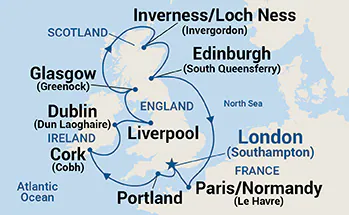 Inverness/Loch Ness
(Invergordon)
SCOTLAND
Edinburgh
(South Queensferry)
Glasgow
(Greenock)
North Sea
ENGLAND
Dublin
(Dun Laoghaire)
Liverpool
IRELAND
London
(Southampton)
Cork
(Cobh)
FRANCE
Atlantic
Ocean
Portland
Paris/Normandy
(Le Havre)